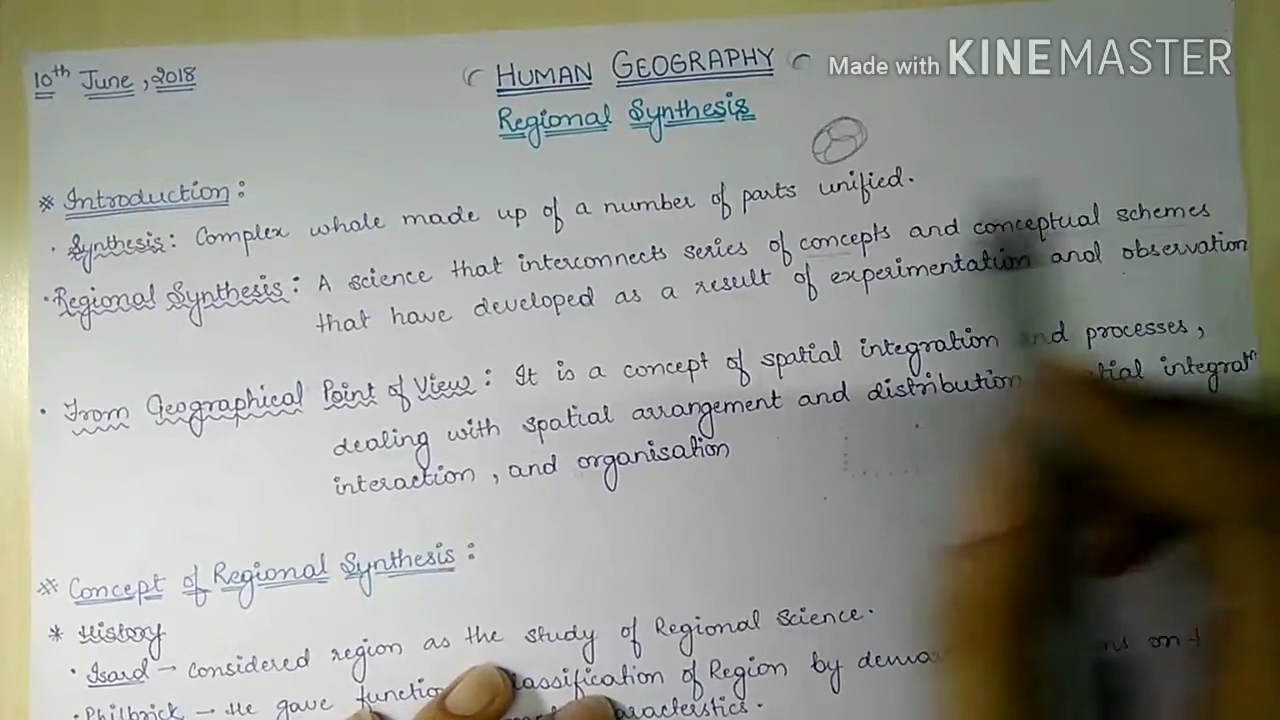 10th June, 2018
HUMAN GEOGRAPHY
Made with KINEMASTER
Regional Synthesis
* Introduction:
· Synthesis: Complex whole made up of a number of parts unified.
· Regional Synthesis: A science that interconnects series of concepts and conceptual schemes
that have developed as a result of experimentation and observation
· From Geographical Point of View: It is a concept of spatial integration and processes,
dealing with spatial arrangement and distribution integratn
interaction, and organisation
* Concept of Regional Synthesis:
* History
· Isard → considered region as the study of Regional Science.
· Philbrick → He gave of Region by